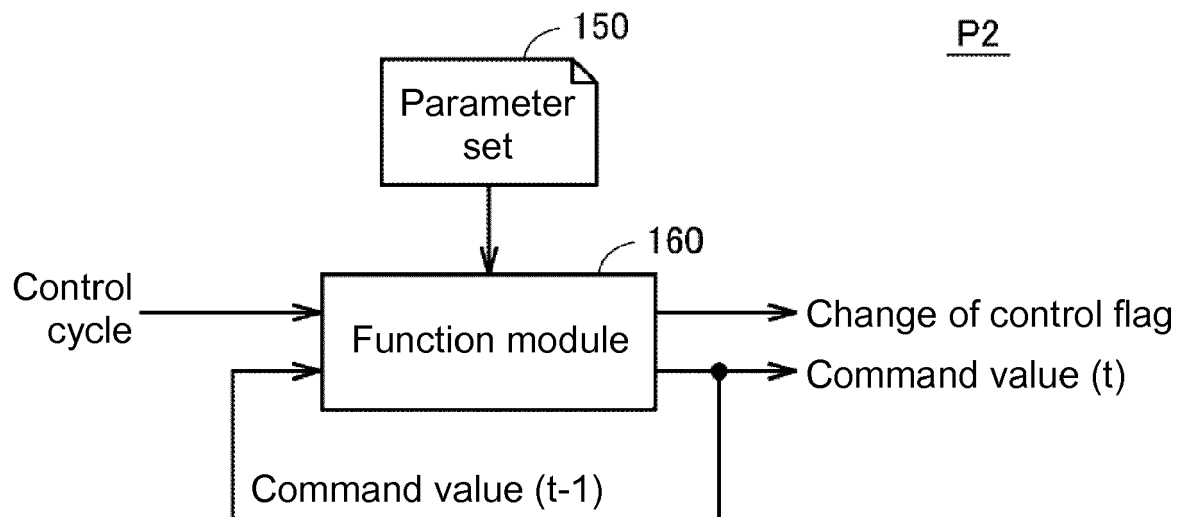 150
P2
Parameter
set
160
Control
cycle
Function module
Change of control flag
Command value (t)
Command value (t-1)